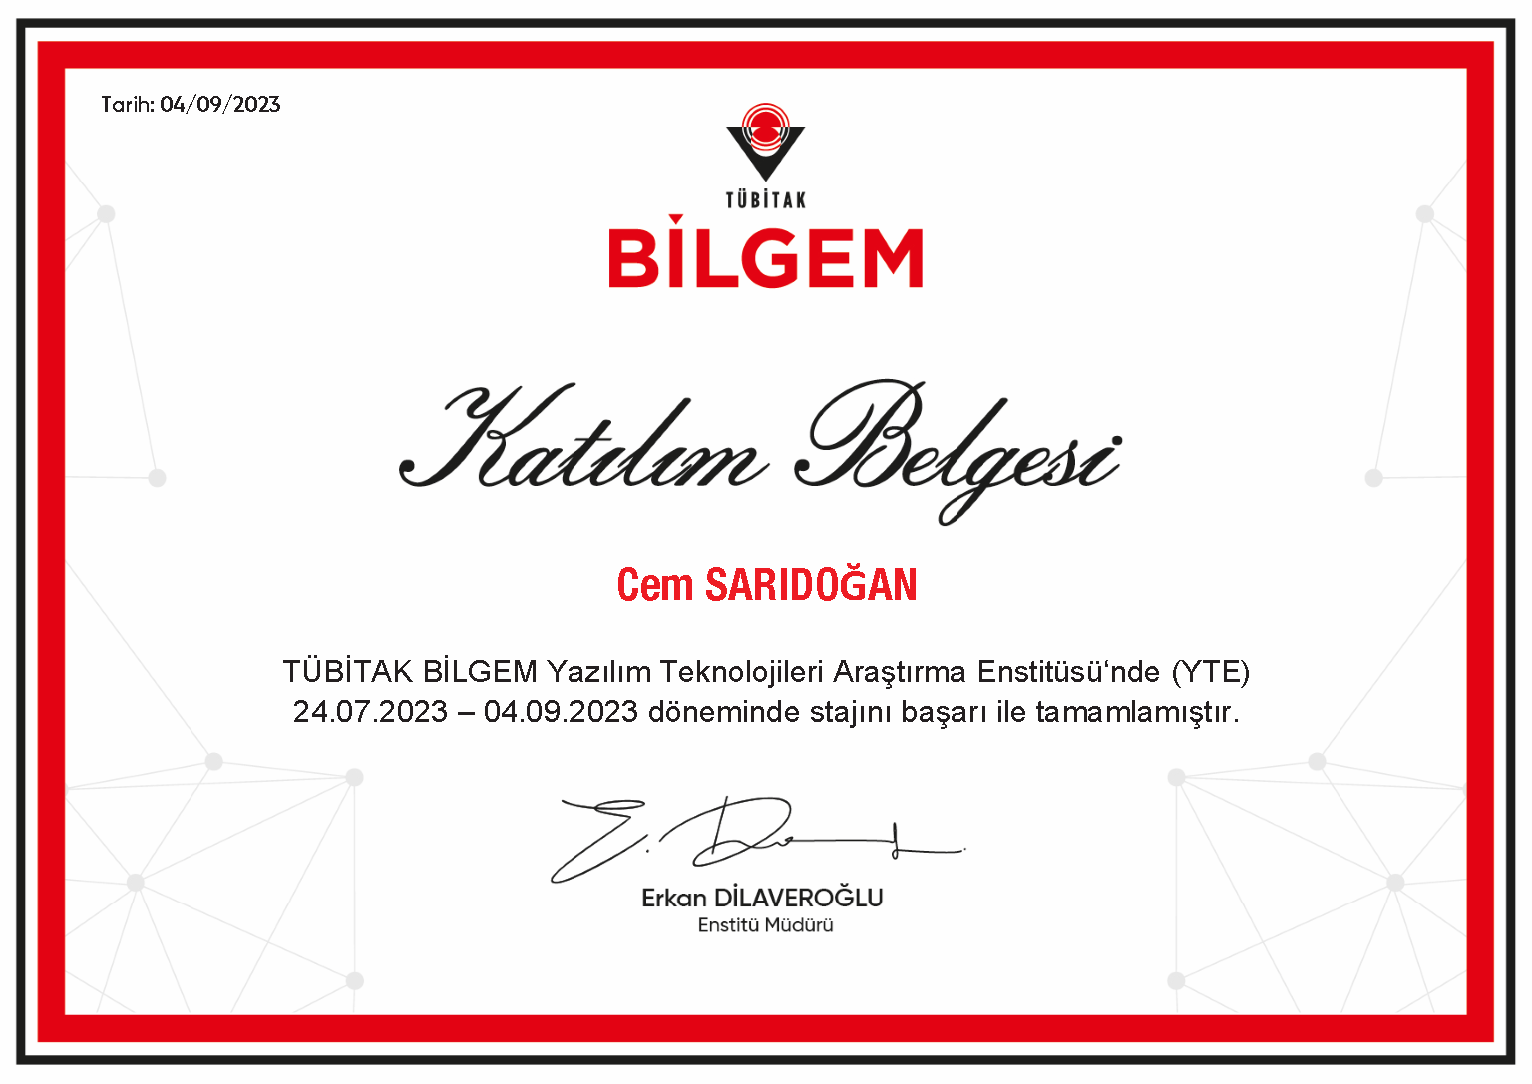 Tarih: 04/09/2023
TÜBİTAK
BİLGEM
Katılım Belgesi
Cem SARIDOĞAN
TÜBİTAK BİLGEM Yazılım Teknolojileri Araştırma Enstitüsü‘nde (YTE)
24.07.2023 – 04.09.2023 döneminde stajını başarı ile tamamlamıştır.
Erkan DİLAVEROĞLU
Enstitü Müdürü